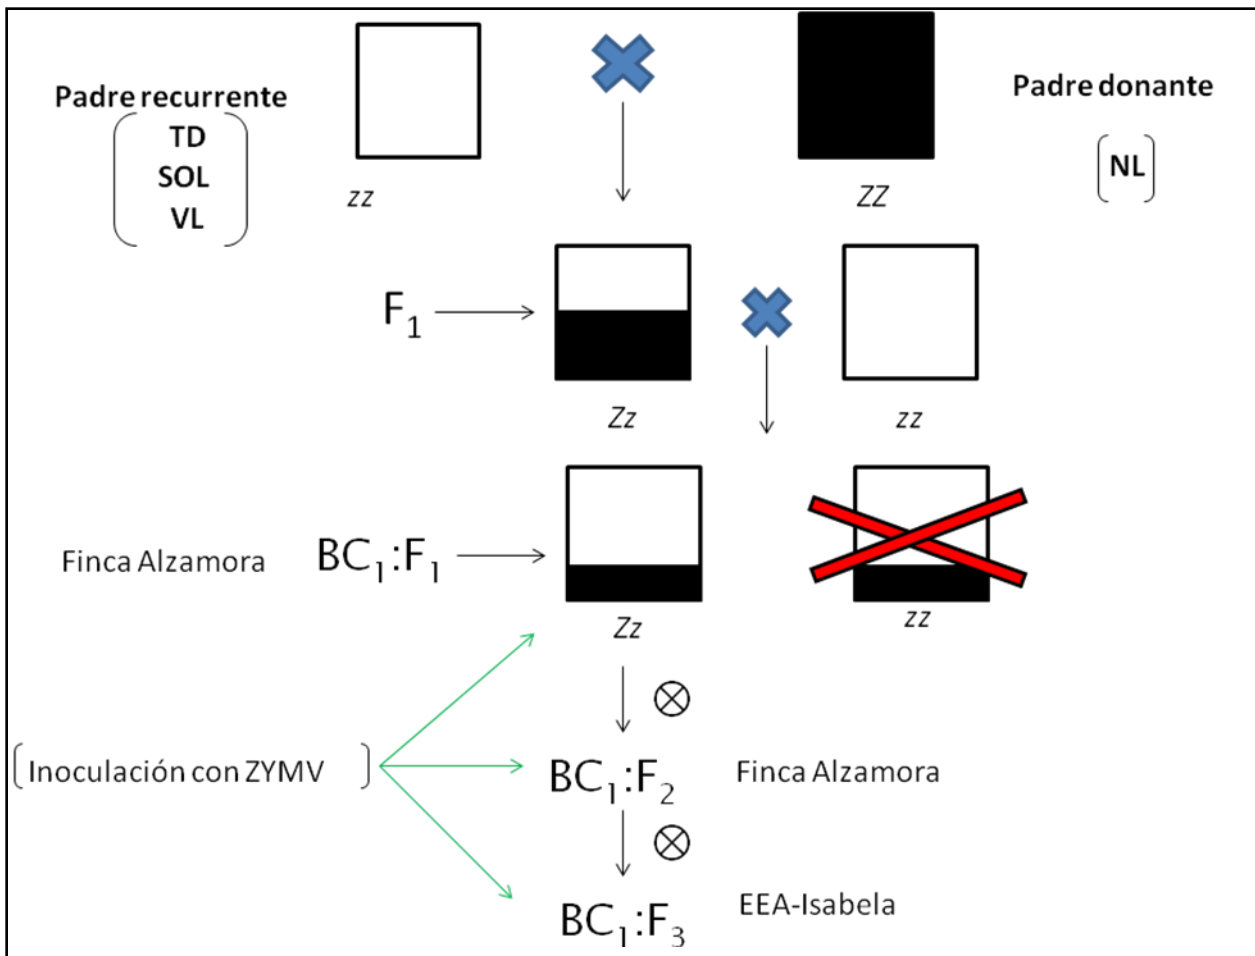 Padre recurrente
TD
SOL
VL
zz
ZZ
Padre donante
NL
F1
Zz
zz
Finca Alzamora
BC1:F1
Zz
zz
Inoculación con ZYMV
BC1:F2
Finca Alzamora
BC1:F3
EEA-Isabela